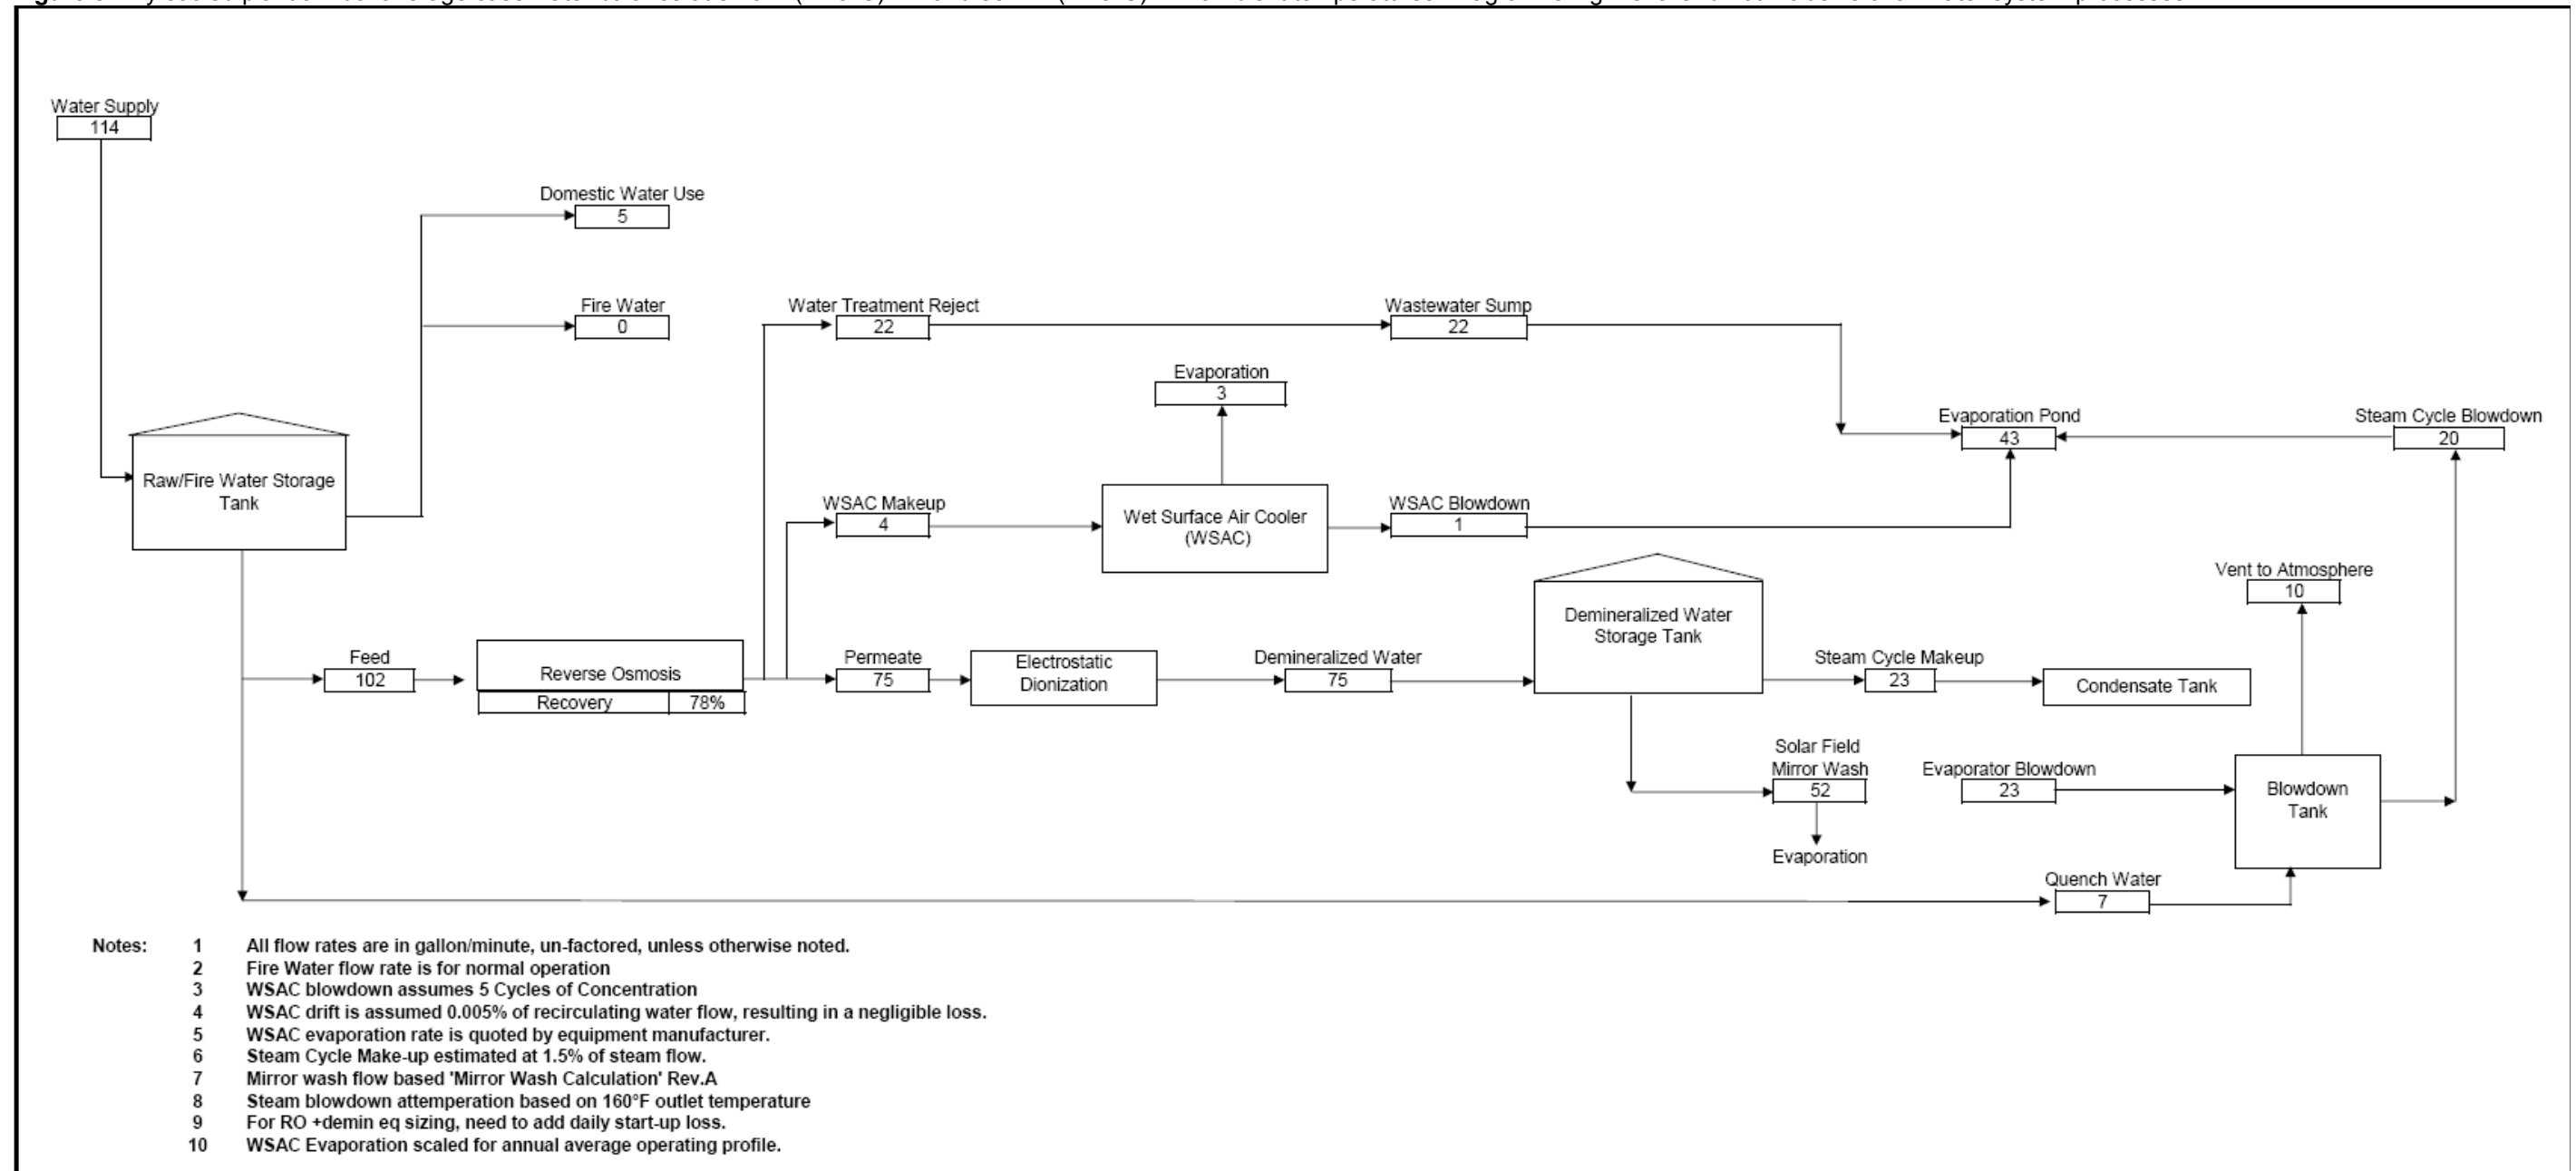 Water Supply
114
Domestic Water Use
5
Fire Water
0
Water Treatment Reject
22
Wastewater Sump
22
Evaporation
3
Evaporation Pond
43
Steam Cycle Blowdown
20
Raw/Fire Water Storage
Tank
WSAC Makeup
4
Wet Surface Air Cooler
(WSAC)
WSAC Blowdown
1
Vent to Atmosphere
10
Demineralized Water
Storage Tank
Feed
102
Reverse Osmosis
Recovery 78%
Permeate
75
Electrostatic
Dionization
Demineralized Water
75
Steam Cycle Makeup
23
Condensate Tank
Solar Field
Mirror Wash
52
Evaporation
Evaporator Blowdown
23
Blowdown
Tank
Quench Water
7
Notes: 1 All flow rates are in gallon/minute, un-factored, unless otherwise noted.
2 Fire Water flow rate is for normal operation
3 WSAC blowdown assumes 5 Cycles of Concentration
4 WSAC drift is assumed 0.005% of recirculating water flow, resulting in a negligible loss.
5 WSAC evaporation rate is quoted by equipment manufacturer.
6 Steam Cycle Make-up estimated at 1.5% of steam flow.
7 Mirror wash flow based 'Mirror Wash Calculation' Rev.A
8 Steam blowdown attemperation based on 160°F outlet temperature
9 For RO +demin eq sizing, need to add daily start-up loss.
10 WSAC Evaporation scaled for annual average operating profile.